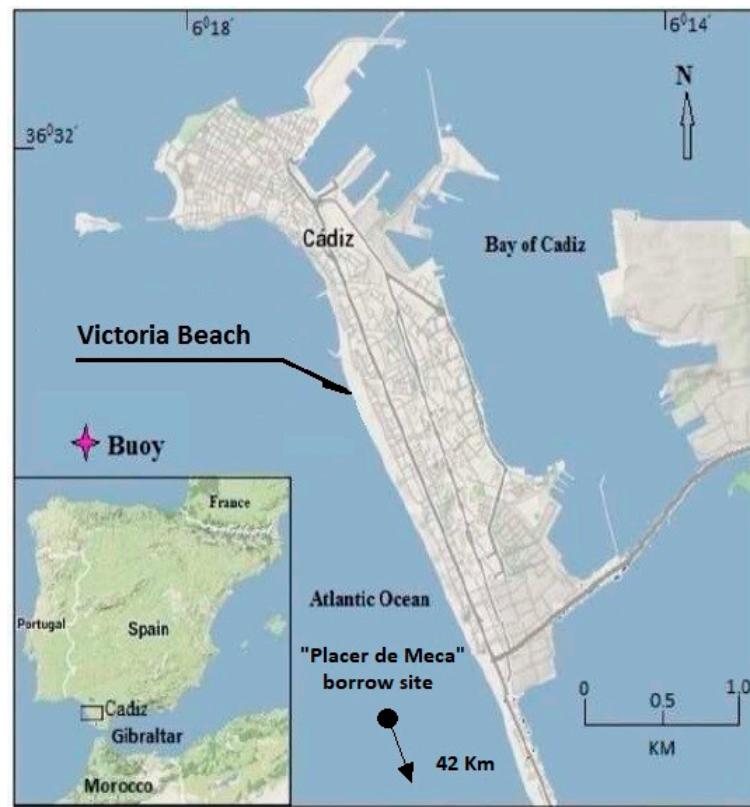 6⁰18´
6⁰14´
N
36⁰32´
Cádiz
Bay of Cadiz
Victoria Beach
Buoy
France
Atlantic Ocean
Portugal
Spain
"Placer de Meca"
borrow site
0 0.5 1.0
KM
Cadiz
Gibraltar
42 Km
Morocco